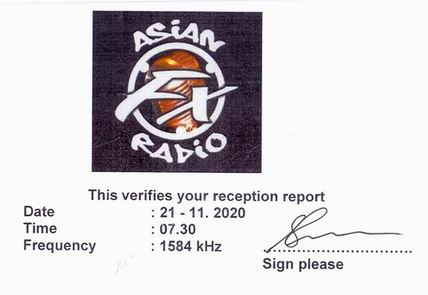 ASiAN
FX
RADiO
This verifies your reception report
Date : 21 - 11. 2020
Time : 07.30
Frequency : 1584 kHz
Sign please